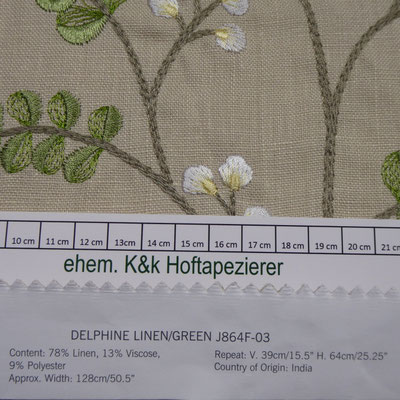 10 cm 11 cm 12 cm 13cm 14cm 15 cm 16 cm 17 cm 18 cm 19 cm 20 cm 21 cm
ehem. K&k Hoftapezierer
DELPHINE LINEN/GREEN J864F-03
Content: 78% Linen, 13% Viscose,
9% Polyester
Approx. Width: 128cm/50.5"
Repeat: V. 39cm/15.5" H. 64cm/25.25"
Country of Origin: India